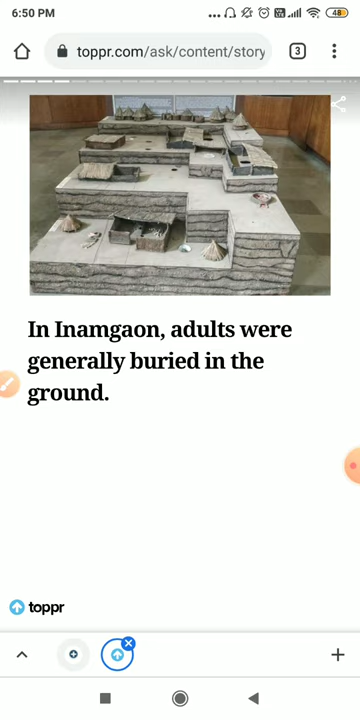 6:50 PM
48
toppr.com/ask/content/story
3
In Inamgaon, adults were
generally buried in the
ground.
toppr